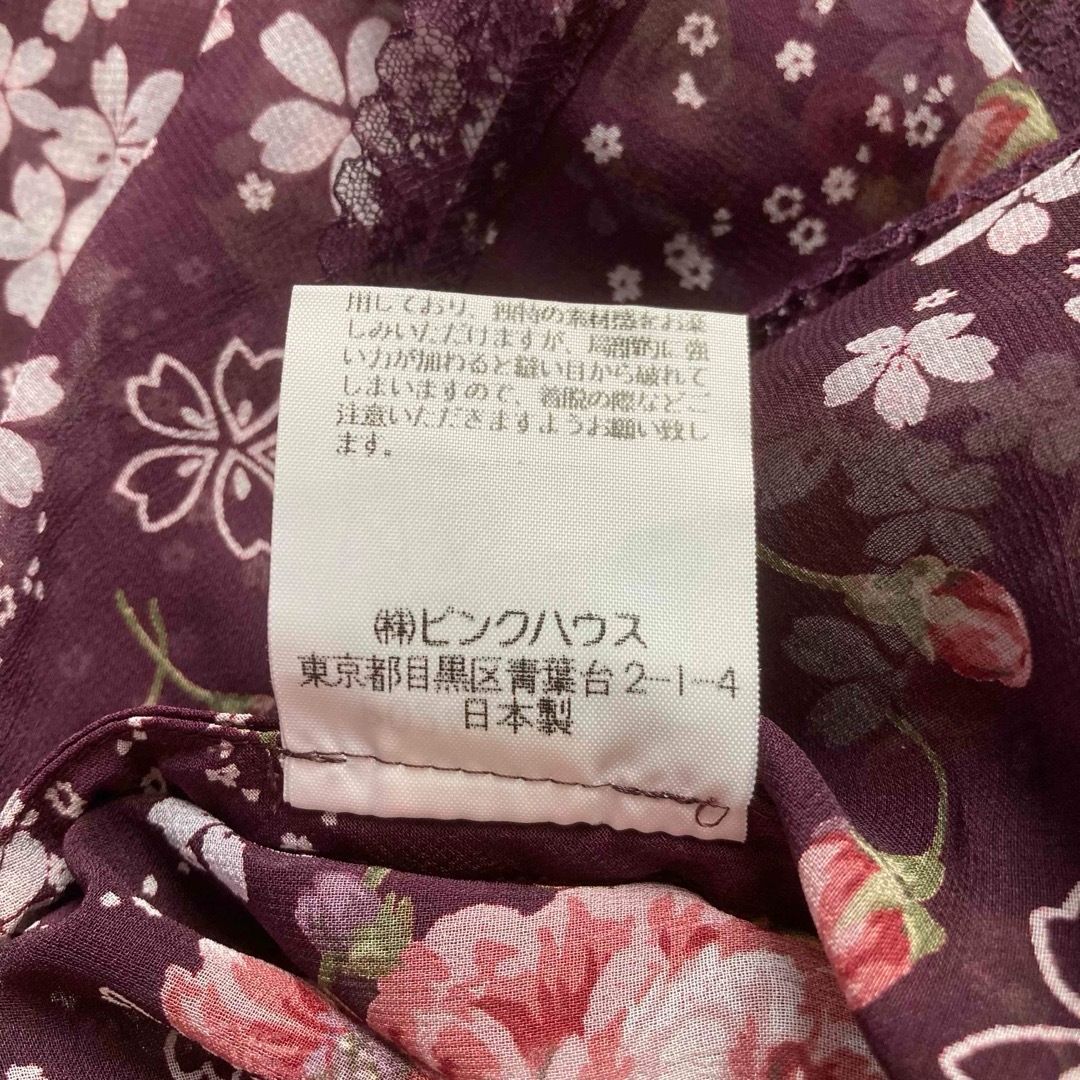 用しており、独特の素材感をお楽
しみいただけますが、局部的に強
い力が加わると縫い目から破れて
しまいますので、着脱の際など、ご
注意いただきますようお願い致し
ます。
㈱ピンクハウス
東京都目黒区青葉台2-1-4
日本製